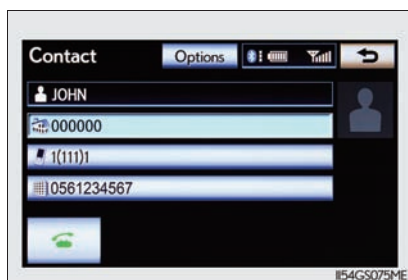 Contact Options
JOHN
000000
1(111)1
0561234567
II54GS075ME